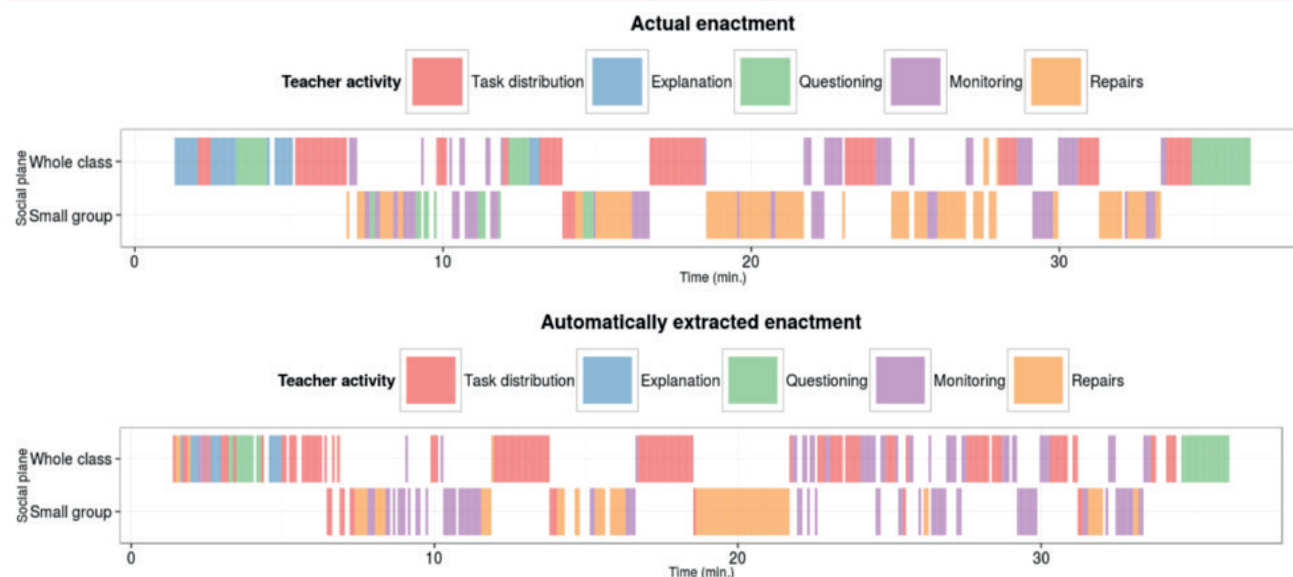 Actual enactment
Teacher activity Task distribution Explanation Questioning Monitoring Repairs
Social plane
Whole class
Small group
0 10 20 30
Time (min.)
Automatically extracted enactment
Teacher activity Task distribution Explanation Questioning Monitoring Repairs
Social plane
Whole class
Small group
0 10 20 30
Time (min.)